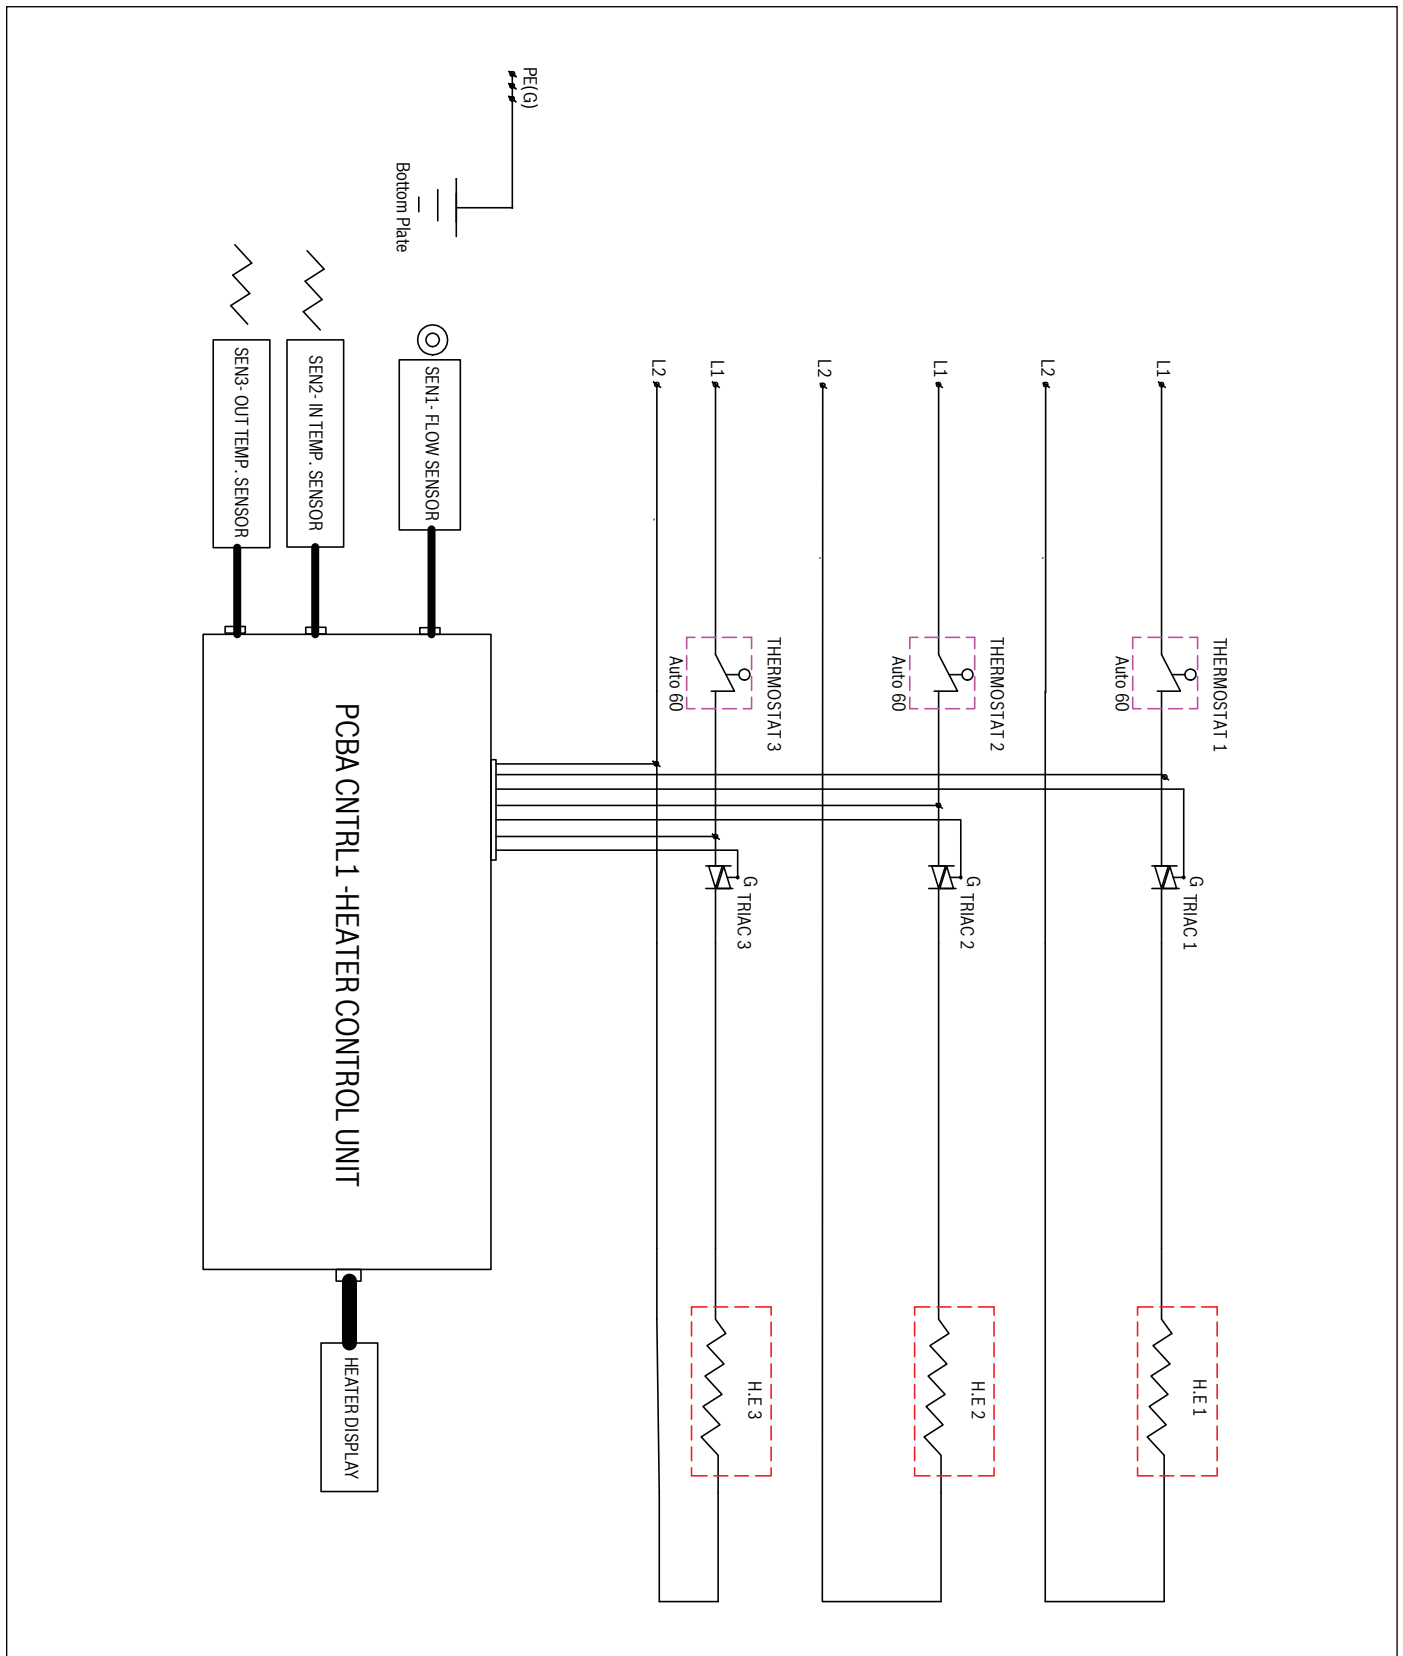 L1
THERMOSTAT 1
Auto 60
G
TRIAC 1
H.E 1
L2
L1
THERMOSTAT 2
Auto 60
G
TRIAC 2
H.E 2
L2
L1
THERMOSTAT 3
Auto 60
G
TRIAC 3
H.E 3
L2
PE(G)
Bottom Plate
SEN1- FLOW SENSOR
SEN2- IN TEMP. SENSOR
SEN3- OUT TEMP. SENSOR
PCBA CNTRL1 -HEATER CONTROL UNIT
HEATER DISPLAY